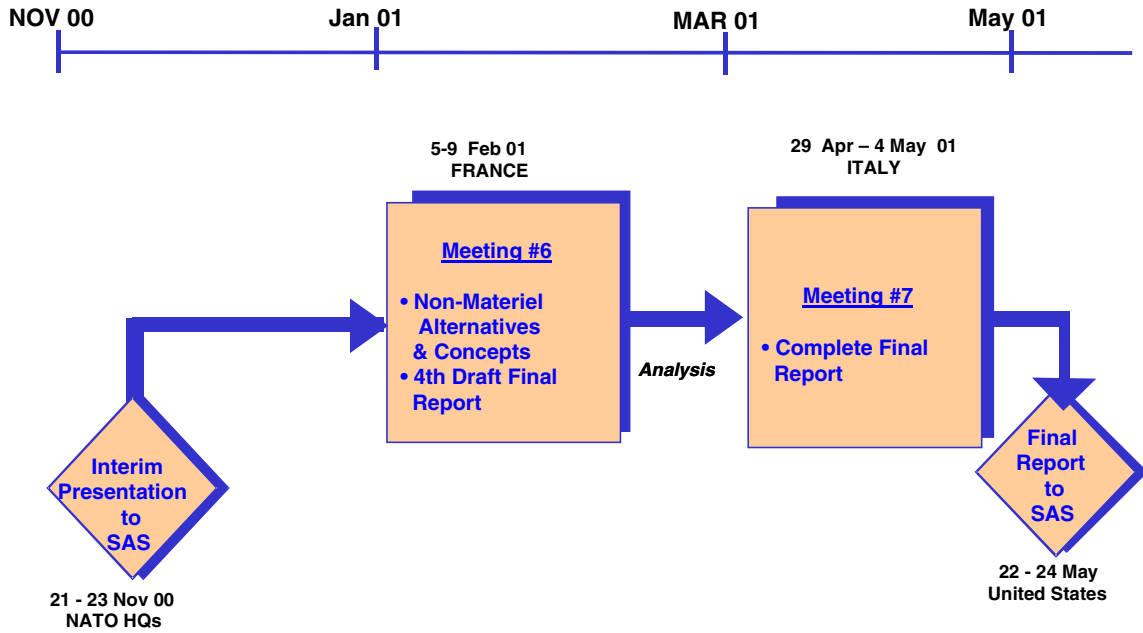 NOV 00
Jan 01
MAR 01
May 01
5-9 Feb 01
FRANCE
29 Apr – 4 May 01
ITALY
Meeting #6
• Non-Materiel
Alternatives
& Concepts
• 4th Draft Final
Report
Analysis
Meeting #7
• Complete Final
Report
Interim
Presentation
to
SAS
21 - 23 Nov 00
NATO HQs
Final
Report
to
SAS
22 - 24 May
United States